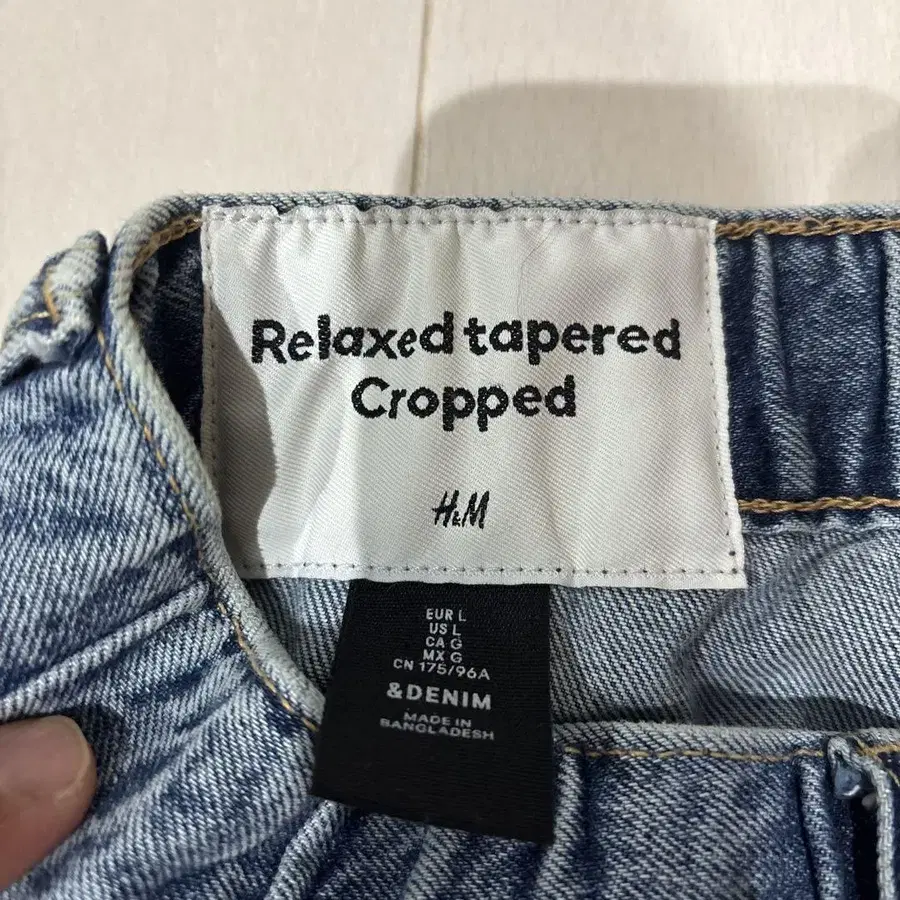 Relaxed tapered
Cropped
H&M
EUR L
US L
CA G
MX G
CN 175/96A
&DENIM
MADE IN
BANGLADESH